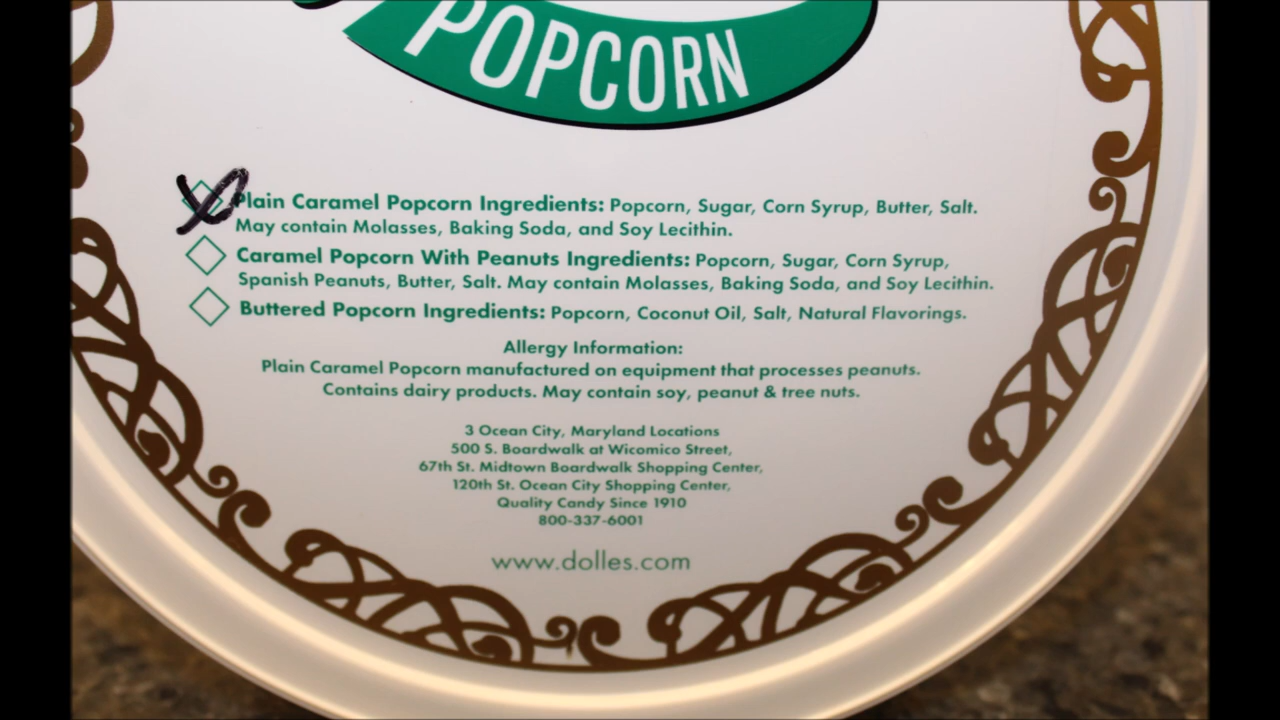 POPCORN
Plain Caramel Popcorn Ingredients: Popcorn, Sugar, Corn Syrup, Butter, Salt.
May contain Molasses, Baking Soda, and Soy Lecithin.
Caramel Popcorn With Peanuts Ingredients: Popcorn, Sugar, Corn Syrup,
Spanish Peanuts, Butter, Salt. May contain Molasses, Baking Soda, and Soy Lecithin.
Buttered Popcorn Ingredients: Popcorn, Coconut Oil, Salt, Natural Flavorings.
Allergy Information:
Plain Caramel Popcorn manufactured on equipment that processes peanuts.
Contains dairy products. May contain soy, peanut & tree nuts.
3 Ocean City, Maryland Locations
500 S. Boardwalk at Wicomico Street,
67th St. Midtown Boardwalk Shopping Center,
120th St. Ocean City Shopping Center,
Quality Candy Since 1910
800-337-6001
www.dolles.com